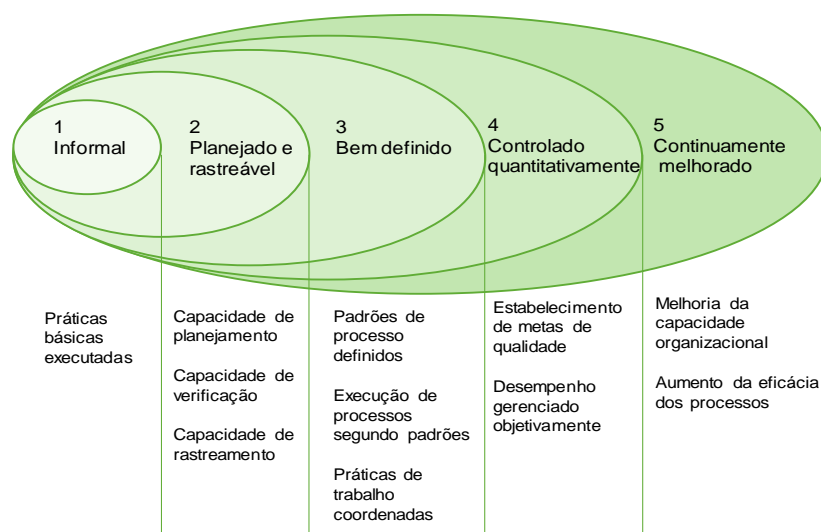 1
Informal
2
Planejado e
rastreável
3
Bem definido
4
Controlado
quantitativamente
5
Continuamente
melhorado
Práticas
básicas
executadas
Capacidade de
planejamento
Capacidade de
verificação
Capacidade de
rastreamento
Padrões de
processo
definidos
Execução de
processos
segundo padrões
Práticas de
trabalho
coordenadas
Estabelecimento
de metas de
qualidade
Desempenho
gerenciado
objetivamente
Melhoria da
capacidade
organizacional
Aumento da eficácia
dos processos